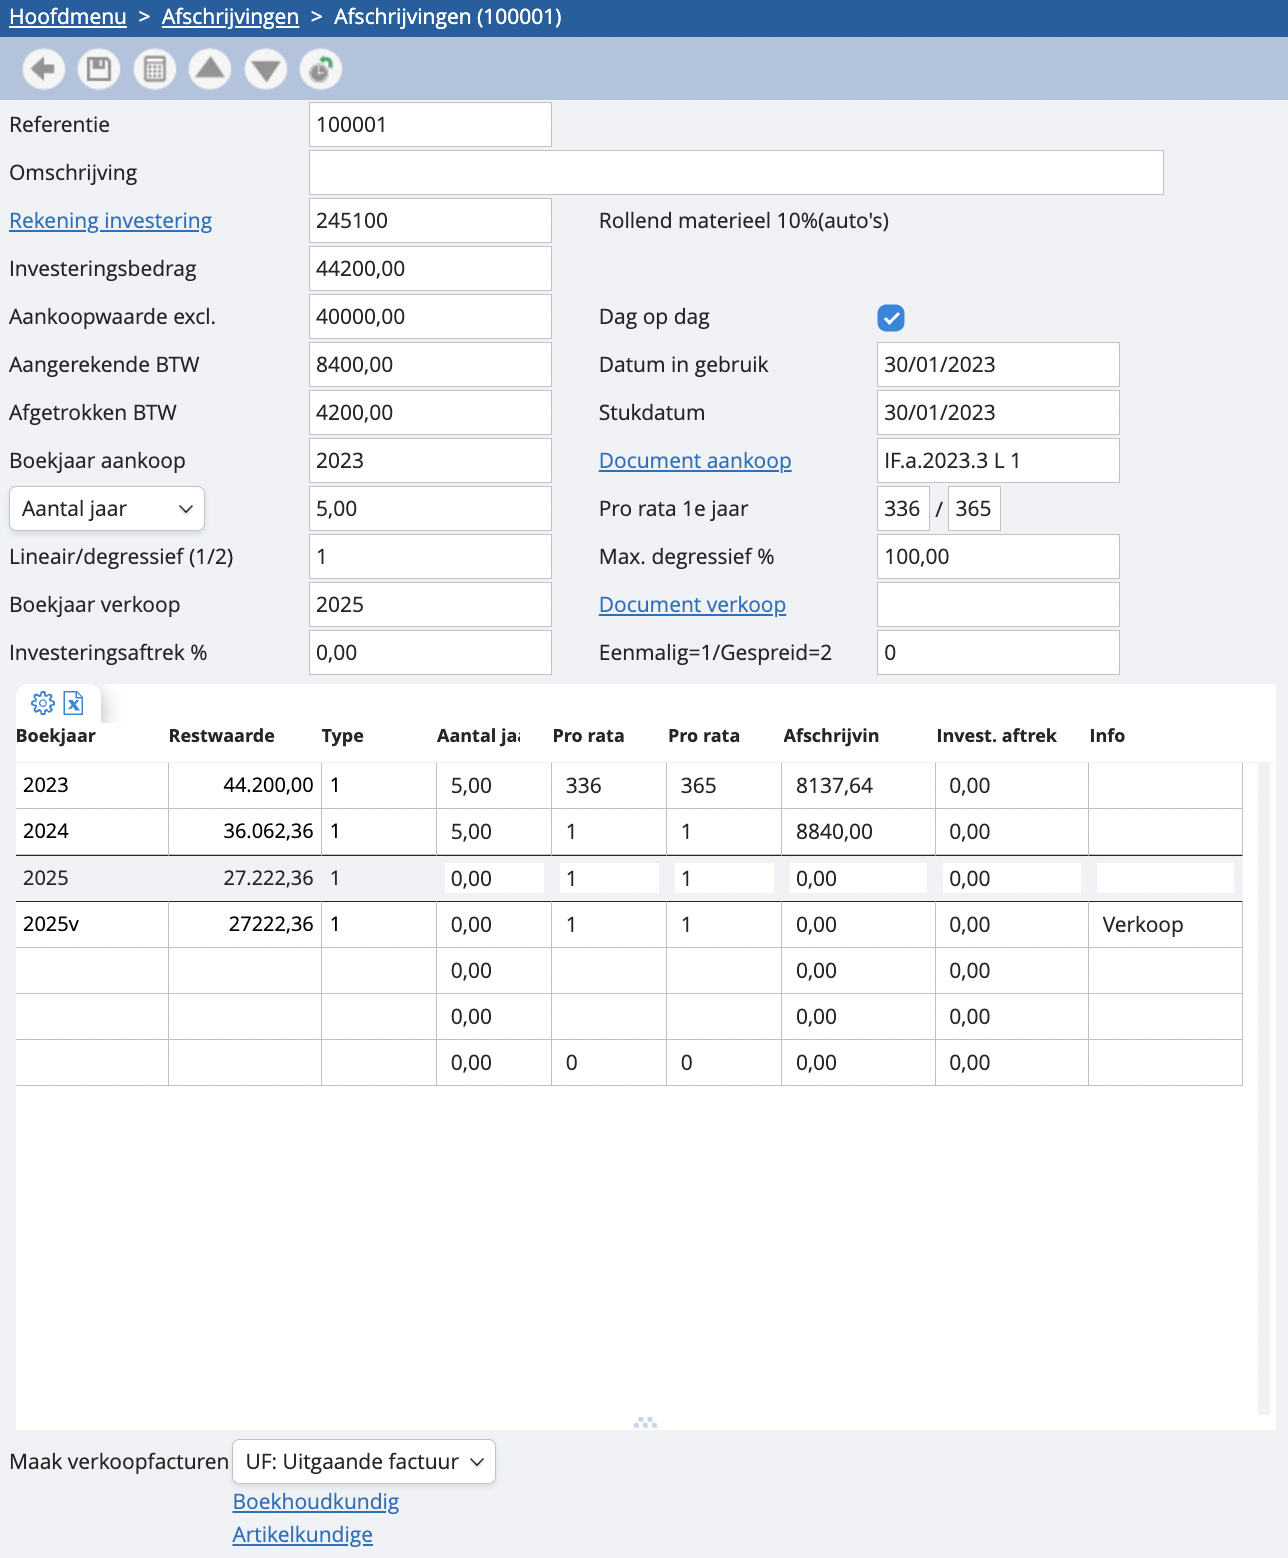 Hoofdmenu > Afschrijvingen > Afschrijvingen (100001)
Referentie 100001
Omschrijving
Rekening investering 245100 Rollend materieel 10%(auto's)
Investeringsbedrag 44200,00
Aankoopwaarde excl. 40000,00 Dag op dag
Aangerekende BTW 8400,00 Datum in gebruik 30/01/2023
Afgetrokken BTW 4200,00 Stukdatum 30/01/2023
Boekjaar aankoop 2023 Document aankoop IF.a.2023.3 L 1
Aantal jaar 5,00 Pro rata 1e jaar 336 / 365
Lineair/degressief (1/2) 1 Max. degressief % 100,00
Boekjaar verkoop 2025 Document verkoop
Investeringsaftrek % 0,00 Eenmalig=1/Gespreid=2 0
Boekjaar Restwaarde Type Aantal jaa Pro rata Pro rata Afschrijvin Invest. aftrek Info
2023 44.200,00 1 5,00 336 365 8137,64 0,00
2024 36.062,36 1 5,00 1 1 8840,00 0,00
2025 27.222,36 1 0,00 1 1 0,00 0,00
2025v 27222,36 1 0,00 1 1 0,00 0,00 Verkoop
0,00 0,00 0,00
0,00 0,00 0,00
0,00 0 0 0,00 0,00
Maak verkoopfacturen UF: Uitgaande factuur
Boekhoudkundig
Artikelkundige